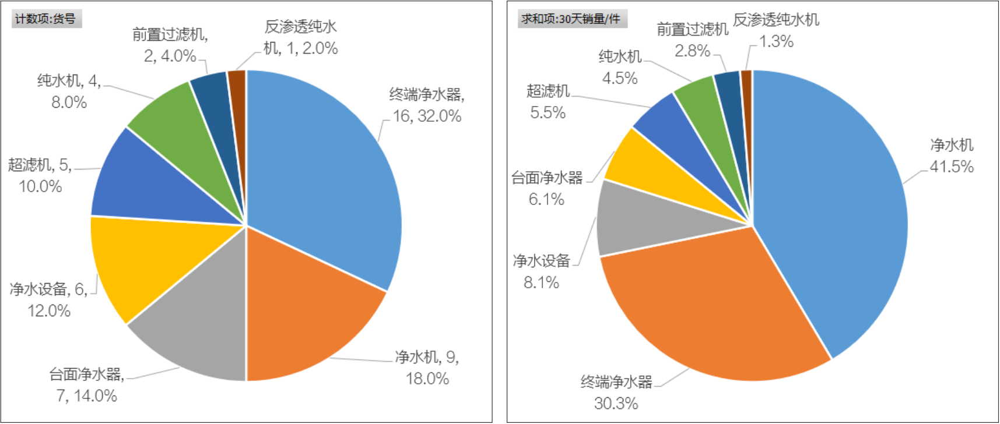 计数项:货号
反渗透纯水
机, 1, 2.0%
前置过滤机,
2, 4.0%
纯水机, 4,
8.0%
终端净水器,
16, 32.0%
超滤机, 5,
10.0%
净水设备, 6,
12.0%
净水机, 9,
18.0%
台面净水器,
7, 14.0%
求和项:30天销量/件
反渗透纯水机
1.3%
前置过滤机
2.8%
纯水机
4.5%
超滤机
5.5%
净水机
41.5%
台面净水器
6.1%
净水设备
8.1%
终端净水器
30.3%